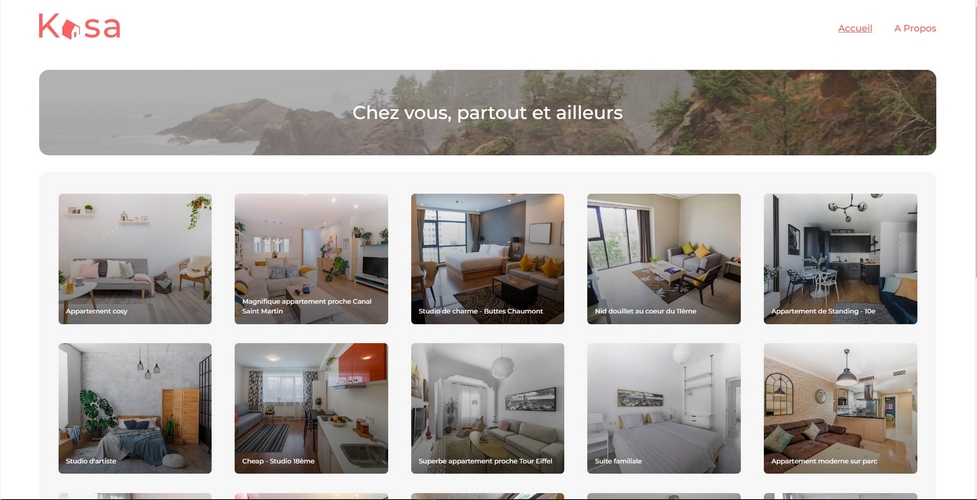 Kasa
Accueil
A Propos
Chez vous, partout et ailleurs
Appartement cosy
Magnifique appartement proche Canal
Saint Martin
Studio de charme - Buttes Chaumont
Nid douillet au coeur du 11ème
Appartement de Standing - 10e
Studio d'artiste
Cheap - Studio 18ème
Superbe appartement proche Tour Eiffel
Suite familiale
Appartement moderne sur parc